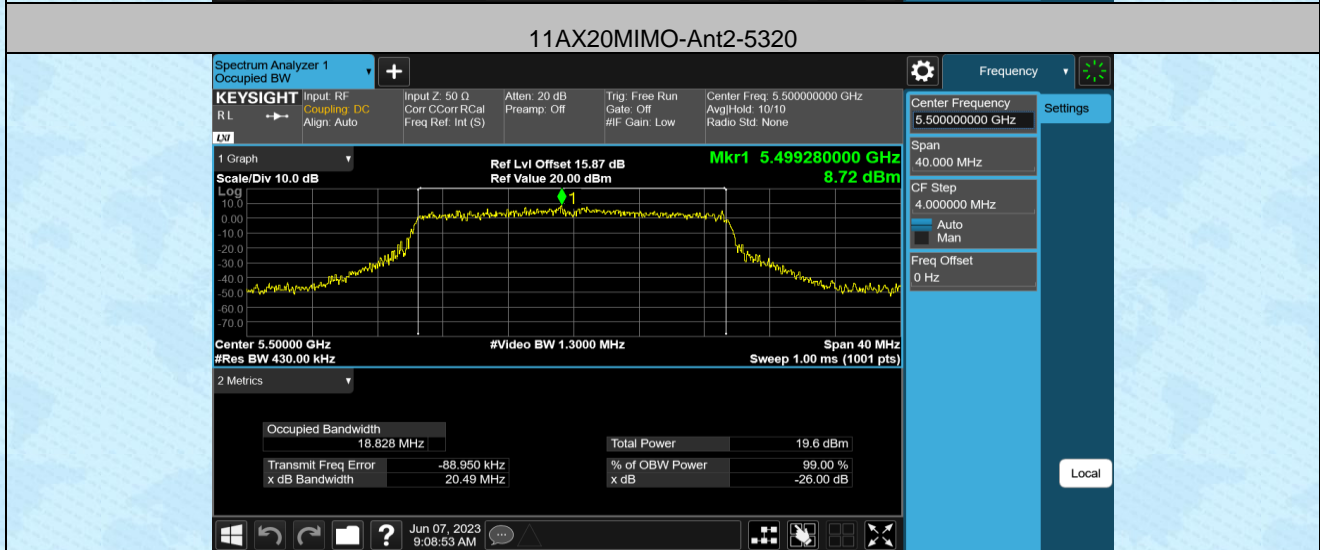 11AX20MIMO-Ant2-5320
Spectrum Analyzer 1
Occupied BW
+
Frequency
KEYSIGHT
R L
LXI
Input: RF
Coupling: DC
Align: Auto
Input Z: 50 Ω
Corr CCorr RCal
Freq Ref: Int (S)
Atten: 20 dB
Preamp: Off
Trig: Free Run
Gate: Off
#IF Gain: Low
Center Freq: 5.500000000 GHz
Avg|Hold: 10/10
Radio Std: None
Center Frequency
5.500000000 GHz
Settings
Span
40.000 MHz
CF Step
4.000000 MHz
Auto
Man
Freq Offset
0 Hz
1 Graph
Scale/Div 10.0 dB
Ref Lvl Offset 15.87 dB
Ref Value 20.00 dBm
Mkr1 5.499280000 GHz
8.72 dBm
Log
10.0
0.00
-10.0
-20.0
-30.0
-40.0
-50.0
-60.0
-70.0
1
Center 5.50000 GHz
#Res BW 430.00 kHz
#Video BW 1.3000 MHz
Span 40 MHz
Sweep 1.00 ms (1001 pts)
2 Metrics
Occupied Bandwidth
18.828 MHz
Total Power 19.6 dBm
Transmit Freq Error -88.950 kHz
% of OBW Power 99.00 %
x dB Bandwidth 20.49 MHz
x dB -26.00 dB
Local
?
Jun 07, 2023
9:08:53 AM